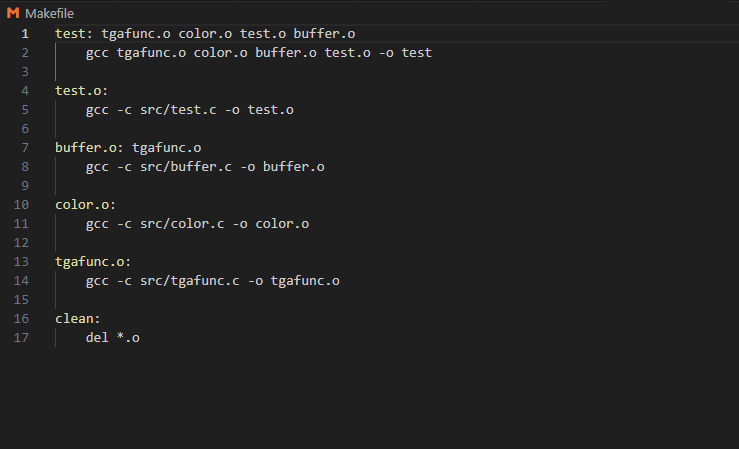 M Makefile
1 test: tgafunc.o color.o test.o buffer.o
2 gcc tgafunc.o color.o buffer.o test.o -o test
3
4 test.o:
5 gcc -c src/test.c -o test.o
6
7 buffer.o: tgafunc.o
8 gcc -c src/buffer.c -o buffer.o
9
10 color.o:
11 gcc -c src/color.c -o color.o
12
13 tgafunc.o:
14 gcc -c src/tgafunc.c -o tgafunc.o
15
16 clean:
17 del *.o